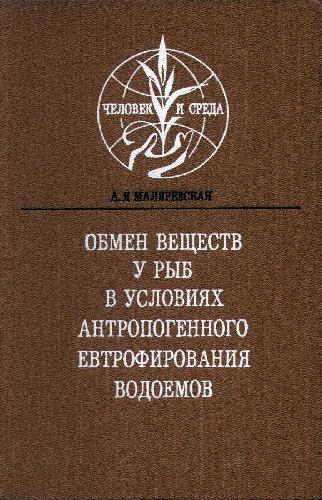 ЧЕЛОВЕК И СРЕДА
А.Я МАЛЯРЕВСКАЯ
ОБМЕН ВЕЩЕСТВ
У РЫБ
В УСЛОВИЯХ
АНТРОПОГЕННОГО
ЕВТРОФИРОВАНИЯ
ВОДОЕМОВ